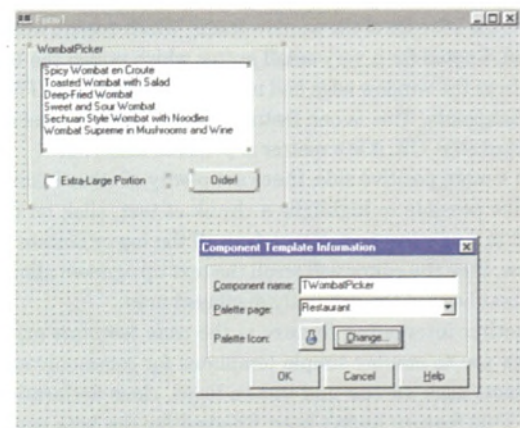 Form1
WombatPicker
Spicy Wombat en Croute
Toasted Wombat with Salad
Deep-Fried Wombat
Sweet and Sour Wombat
Sechuan Style Wombat with Noodles
Wombat Supreme in Mushrooms and Wine
Extra-Large Portion
Order!
Component Template Information
Component name: TWombatPicker
Palette page: Restaurant
Palette Icon: Change...
OK Cancel Help